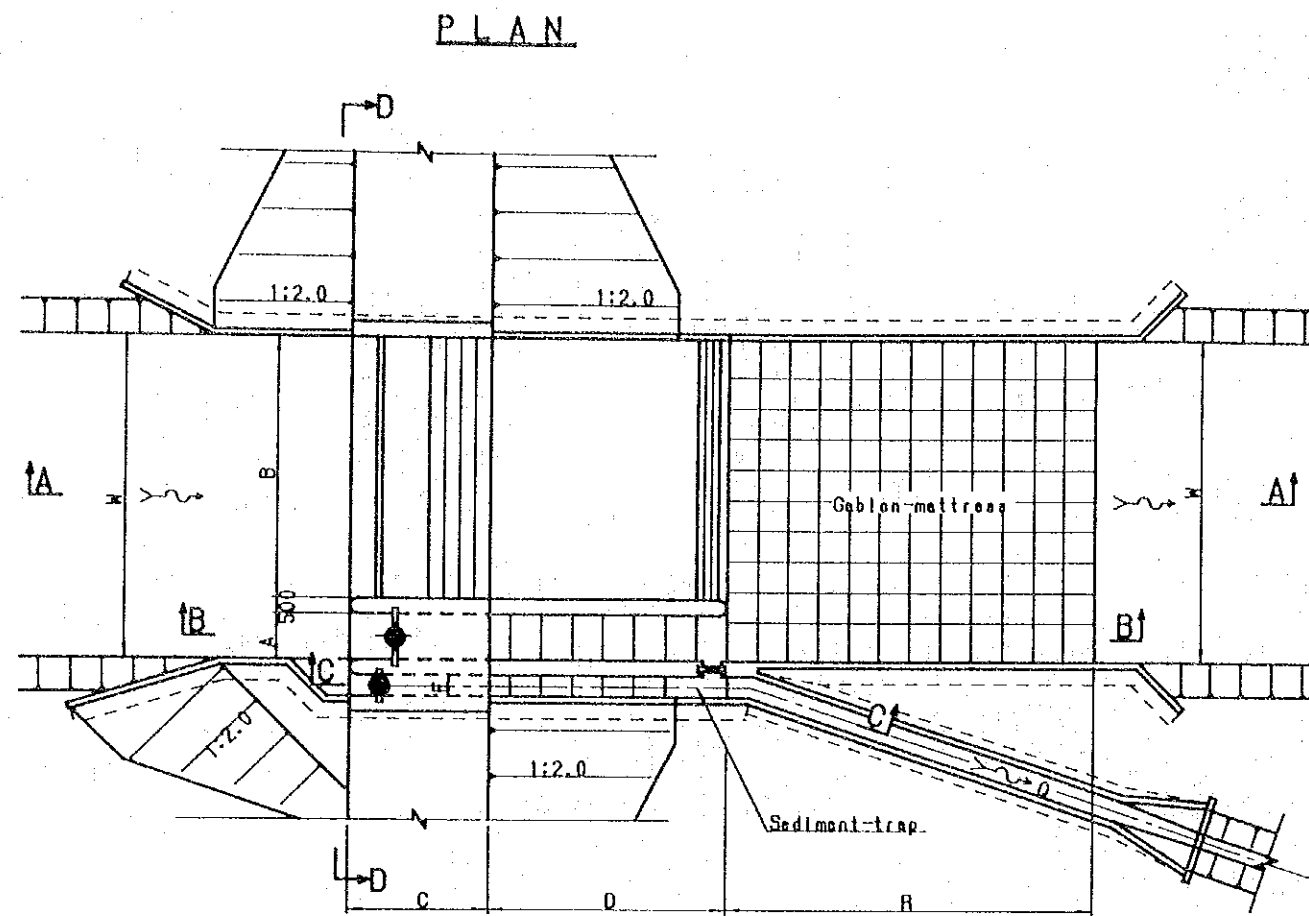 PLAN
D
1:2.0
1:2.0
A
W
B
Gabion-mattress
W
A
500
B
A
B
C
F
C
1:2.0
1:2.0
Q
Sediment-trap
D
C
D
R